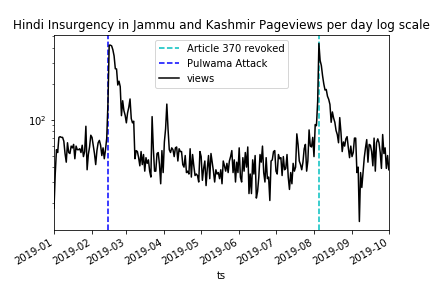 Hindi Insurgency in Jammu and Kashmir Pageviews per day log scale
Article 370 revoked
Pulwama Attack
views
10²
2019-01
2019-02
2019-03
2019-04
2019-05
2019-06
2019-07
2019-08
2019-09
2019-10
ts